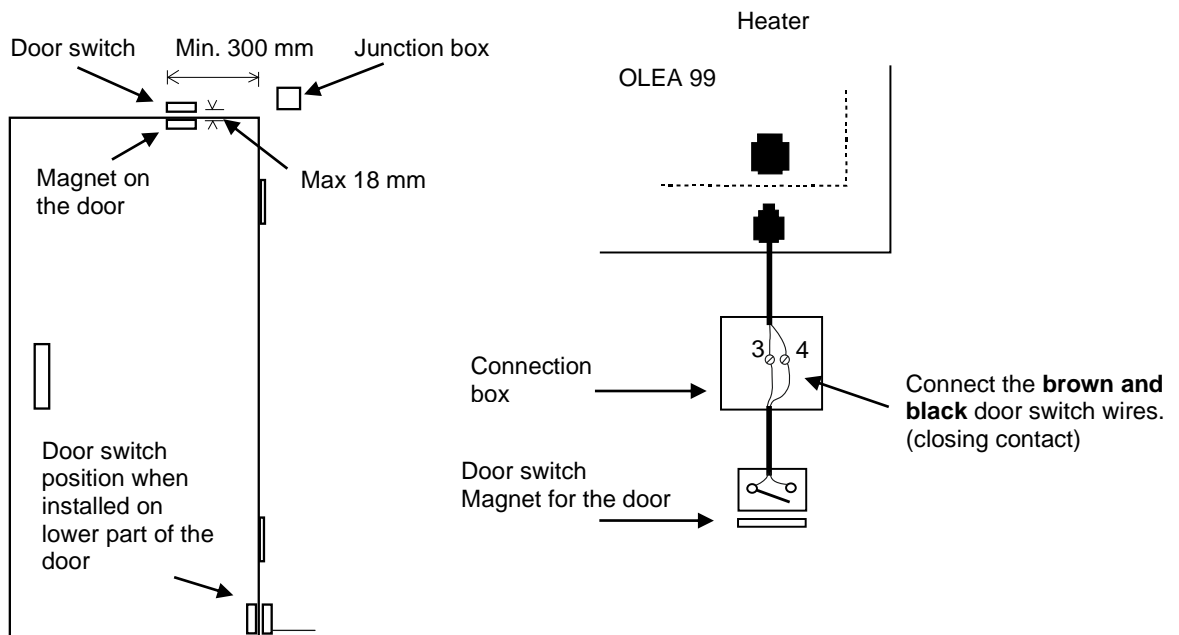 Heater
Door switch
Min. 300 mm
Junction box
OLEA 99
Magnet on
the door
Max 18 mm
3
4
Connection
box
Connect the brown and
black door switch wires.
(closing contact)
Door switch
position when
installed on
lower part of the
door
Door switch
Magnet for the door